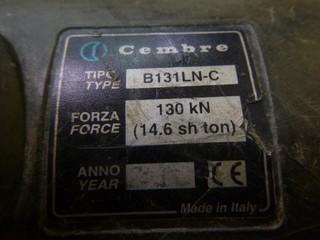 Cembre
TIPO
TYPE B131LN-C
FORZA 130 kN
FORCE (14.6 sh ton)
ANNO
YEAR CE
Made in Italy